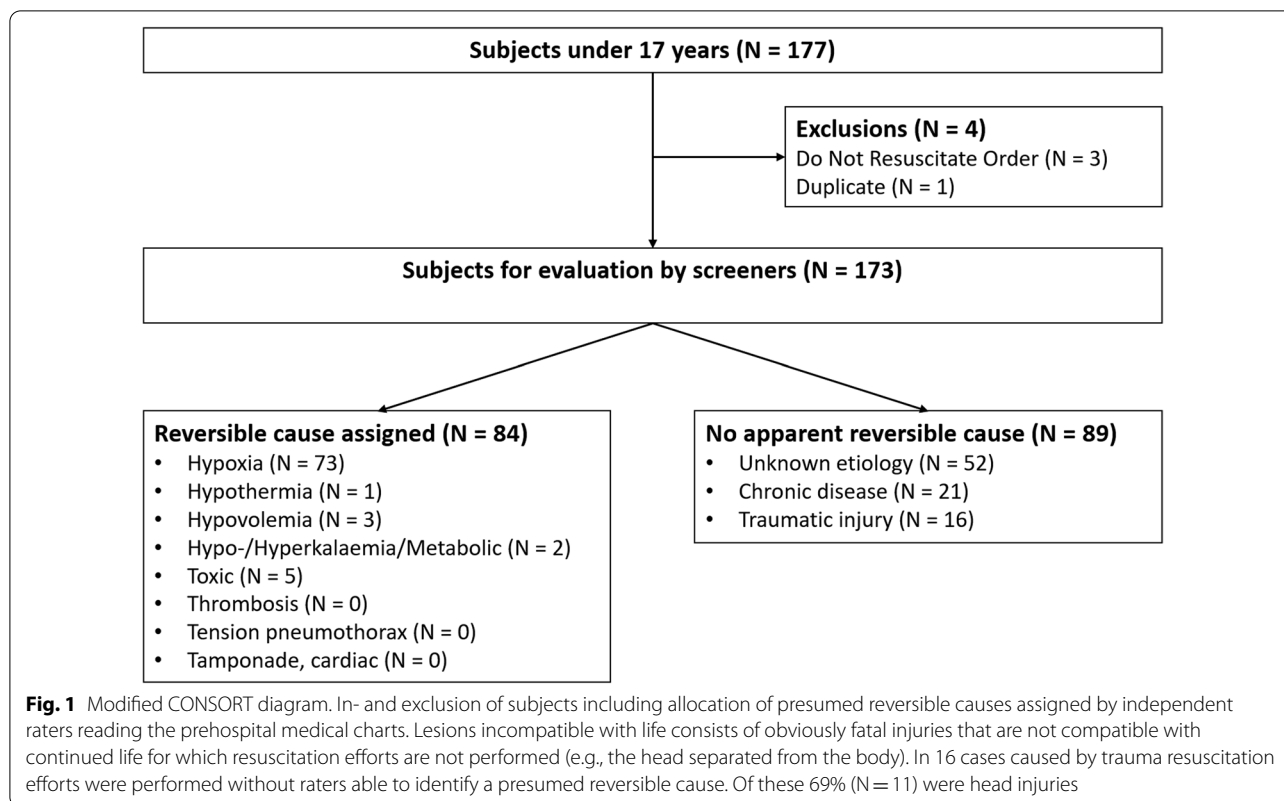 Subjects under 17 years (N = 177)
Exclusions (N = 4)
Do Not Resuscitate Order (N = 3)
Duplicate (N = 1)
Subjects for evaluation by screeners (N = 173)
Reversible cause assigned (N = 84)
• Hypoxia (N = 73)
• Hypothermia (N = 1)
• Hypovolemia (N = 3)
• Hypo-/Hyperkalaemia/Metabolic (N = 2)
• Toxic (N = 5)
• Thrombosis (N = 0)
• Tension pneumothorax (N = 0)
• Tamponade, cardiac (N = 0)
No apparent reversible cause (N = 89)
• Unknown etiology (N = 52)
• Chronic disease (N = 21)
• Traumatic injury (N = 16)
Fig. 1 Modified CONSORT diagram. In- and exclusion of subjects including allocation of presumed reversible causes assigned by independent
raters reading the prehospital medical charts. Lesions incompatible with life consists of obviously fatal injuries that are not compatible with
continued life for which resuscitation efforts are not performed (e.g., the head separated from the body). In 16 cases caused by trauma resuscitation
efforts were performed without raters able to identify a presumed reversible cause. Of these 69% (N = 11) were head injuries